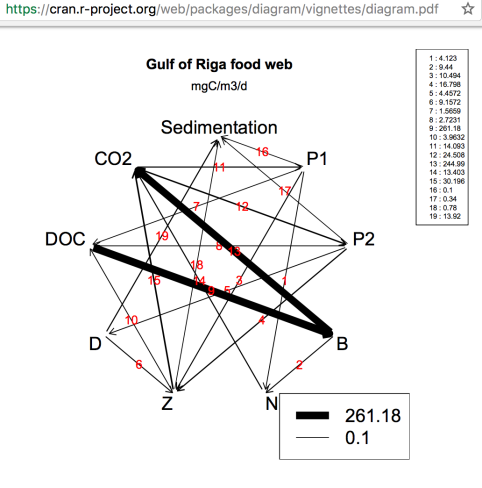 https://cran.r-project.org/web/packages/diagram/vignettes/diagram.pdf
Gulf of Riga food web
mgC/m3/d
1 : 4.123
2 : 9.44
3 : 10.494
4 : 16.798
5 : 4.4572
6 : 9.1572
7 : 1.5659
8 : 2.7231
9 : 261.18
10 : 3.9632
11 : 14.093
12 : 24.508
13 : 244.99
14 : 13.403
15 : 30.196
16 : 0.1
17 : 0.34
18 : 0.78
19 : 13.92
Sedimentation
16
CO2
11
P1
17
7
12
19
DOC
8
13
P2
18
15
14
3
1
9
5
10
4
D
B
6
2
Z
N
261.18
0.1